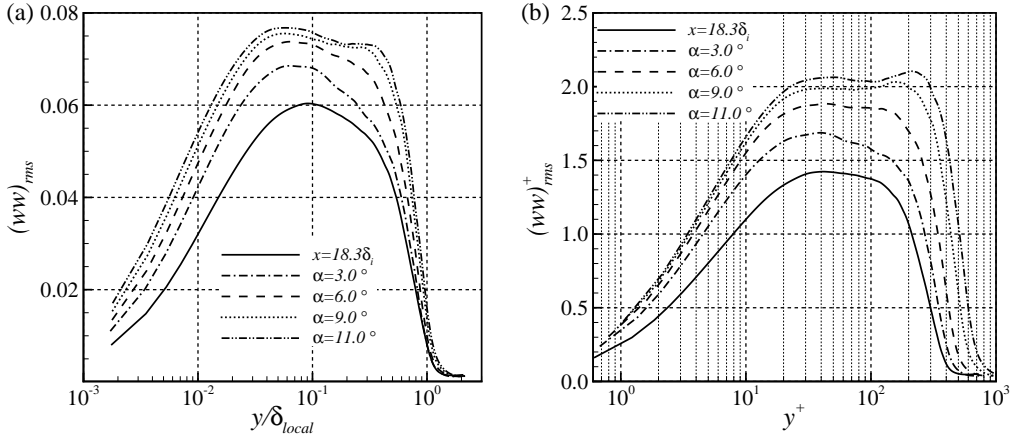 (a)
(ww)rms
0.08
0.06
0.04
0.02
x=18.3δi
α=3.0°
α=6.0°
α=9.0°
α=11.0°
10-3
10-2
10-1
100
y/δlocal
(b)
(ww)+rms
2.5
2.0
1.5
1.0
0.5
0.0
x=18.3δi
α=3.0°
α=6.0°
α=9.0°
α=11.0°
100
101
102
103
y+